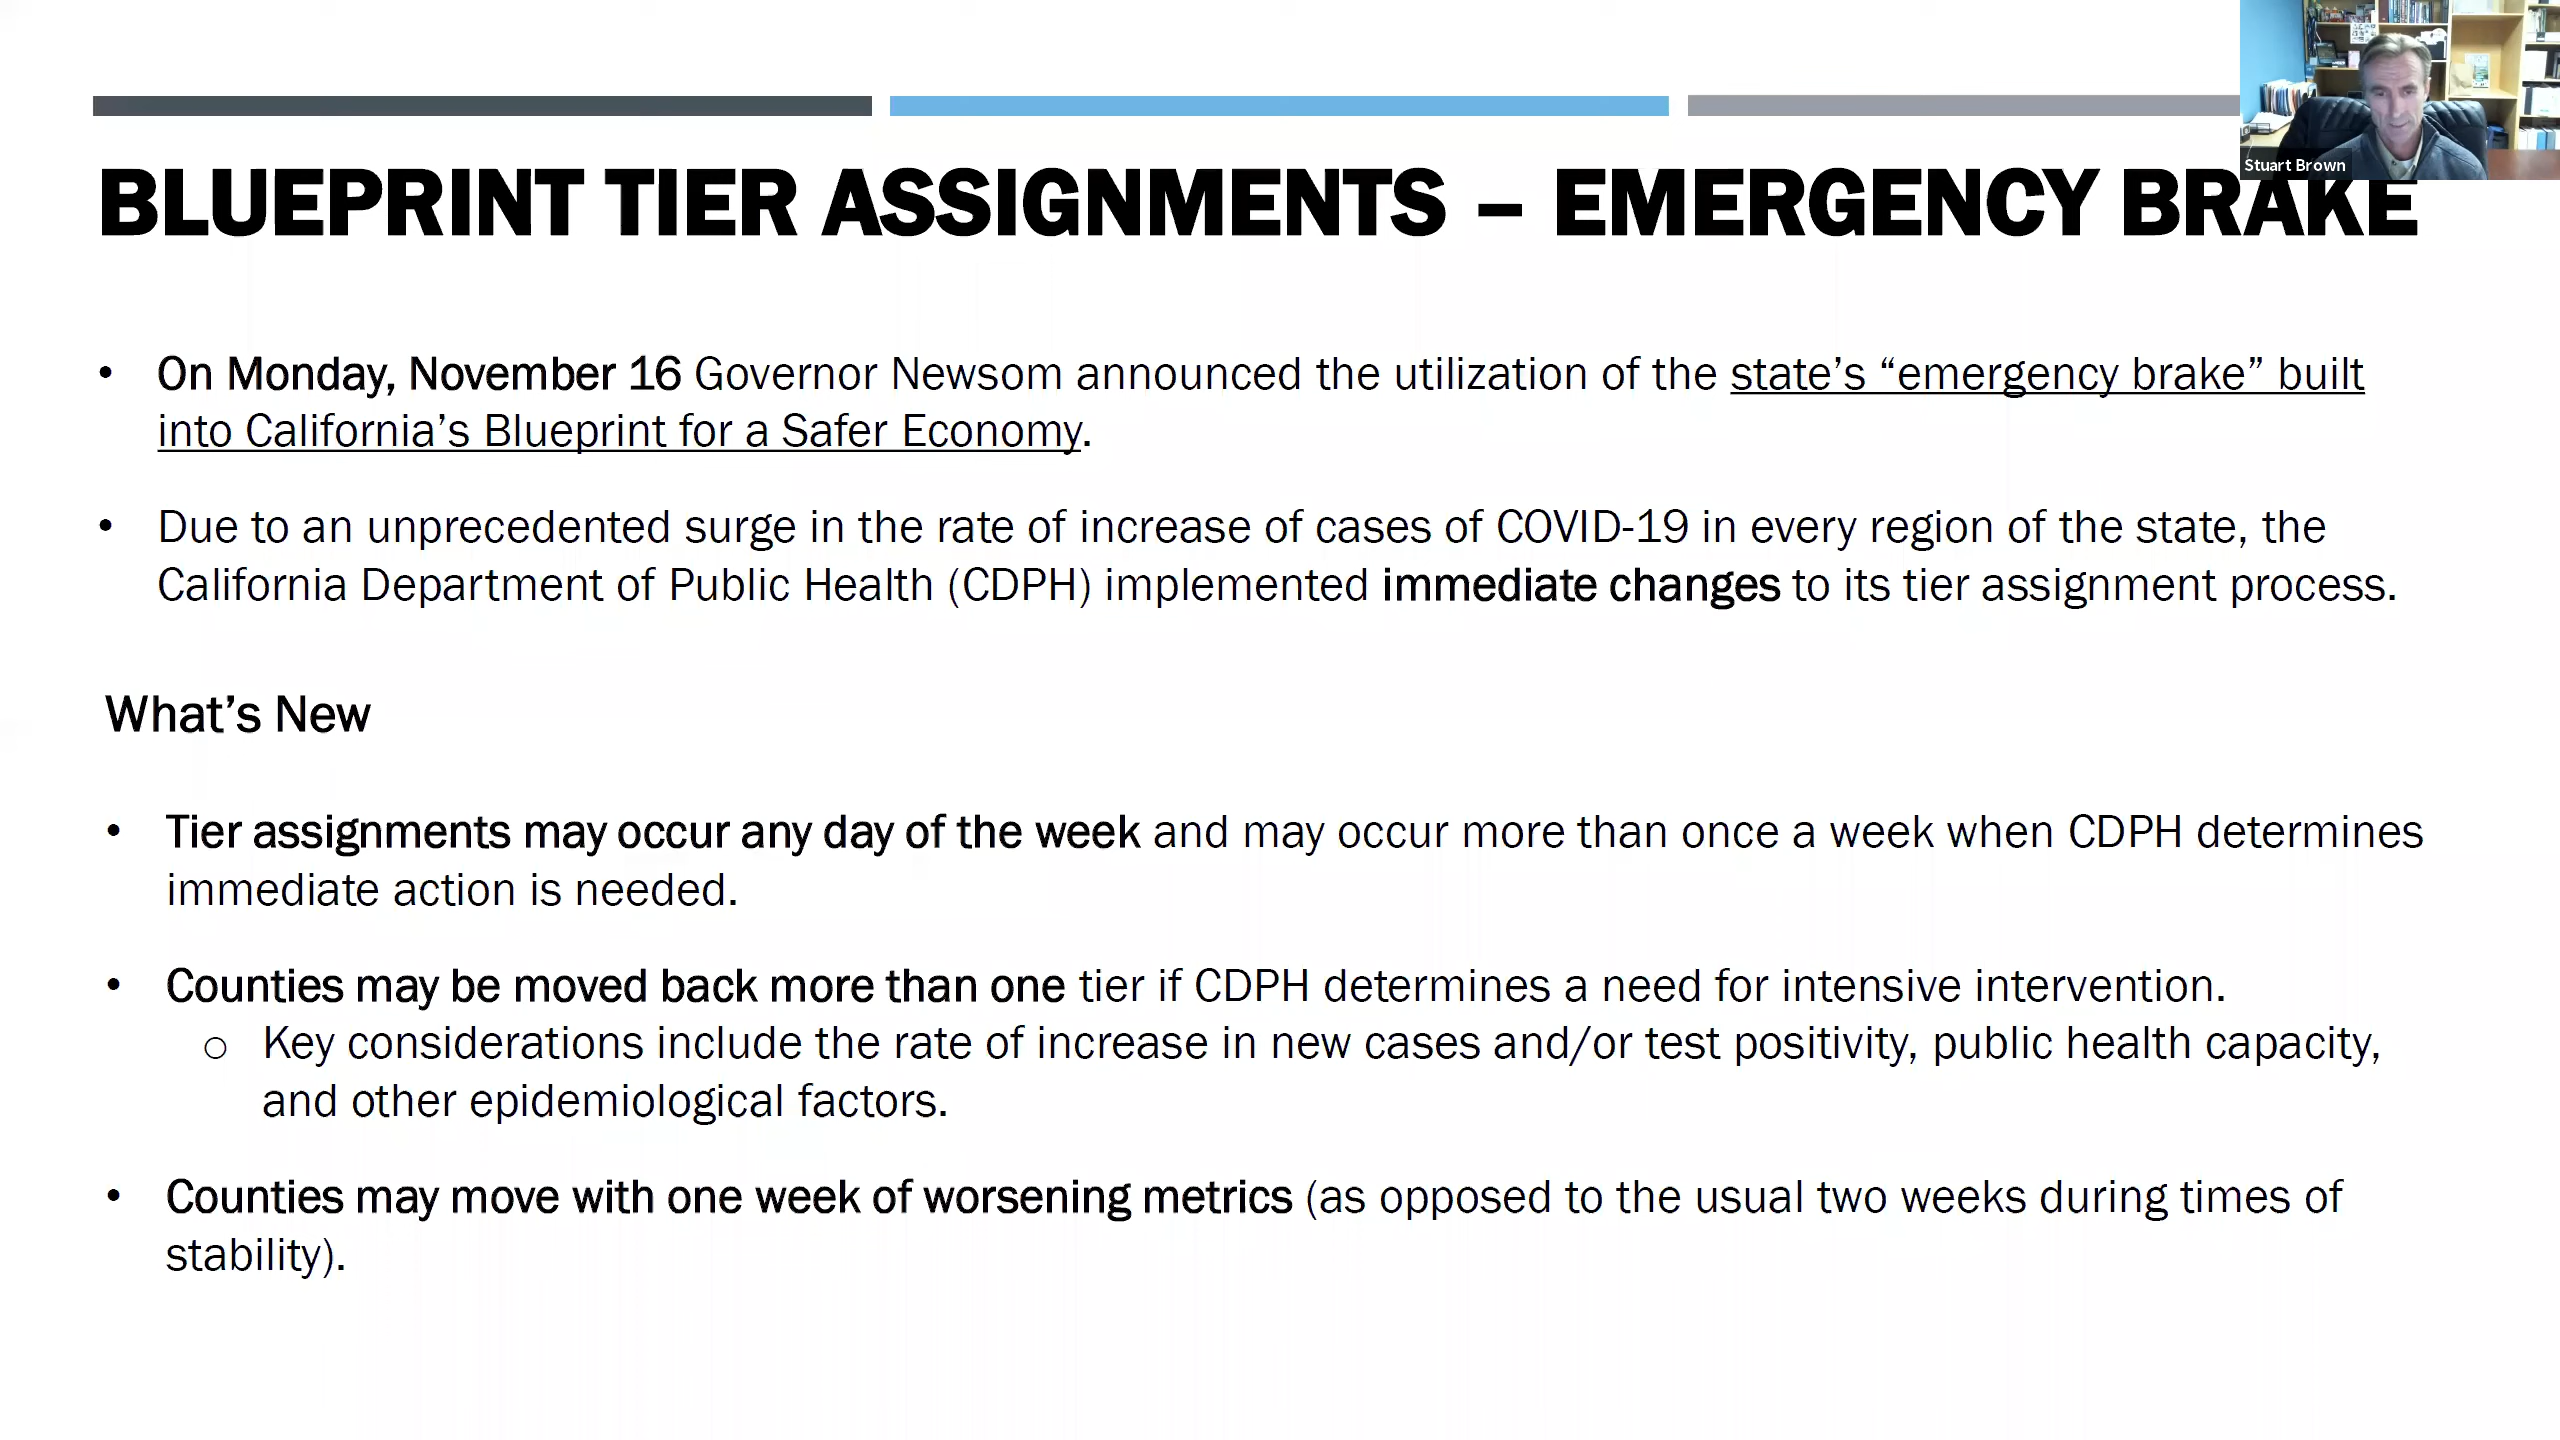 Stuart Brown
BLUEPRINT TIER ASSIGNMENTS – EMERGENCY BRAKE
• On Monday, November 16 Governor Newsom announced the utilization of the state’s “emergency brake” built
into California’s Blueprint for a Safer Economy.
• Due to an unprecedented surge in the rate of increase of cases of COVID-19 in every region of the state, the
California Department of Public Health (CDPH) implemented immediate changes to its tier assignment process.
What’s New
• Tier assignments may occur any day of the week and may occur more than once a week when CDPH determines
immediate action is needed.
• Counties may be moved back more than one tier if CDPH determines a need for intensive intervention.
o Key considerations include the rate of increase in new cases and/or test positivity, public health capacity,
and other epidemiological factors.
• Counties may move with one week of worsening metrics (as opposed to the usual two weeks during times of
stability).